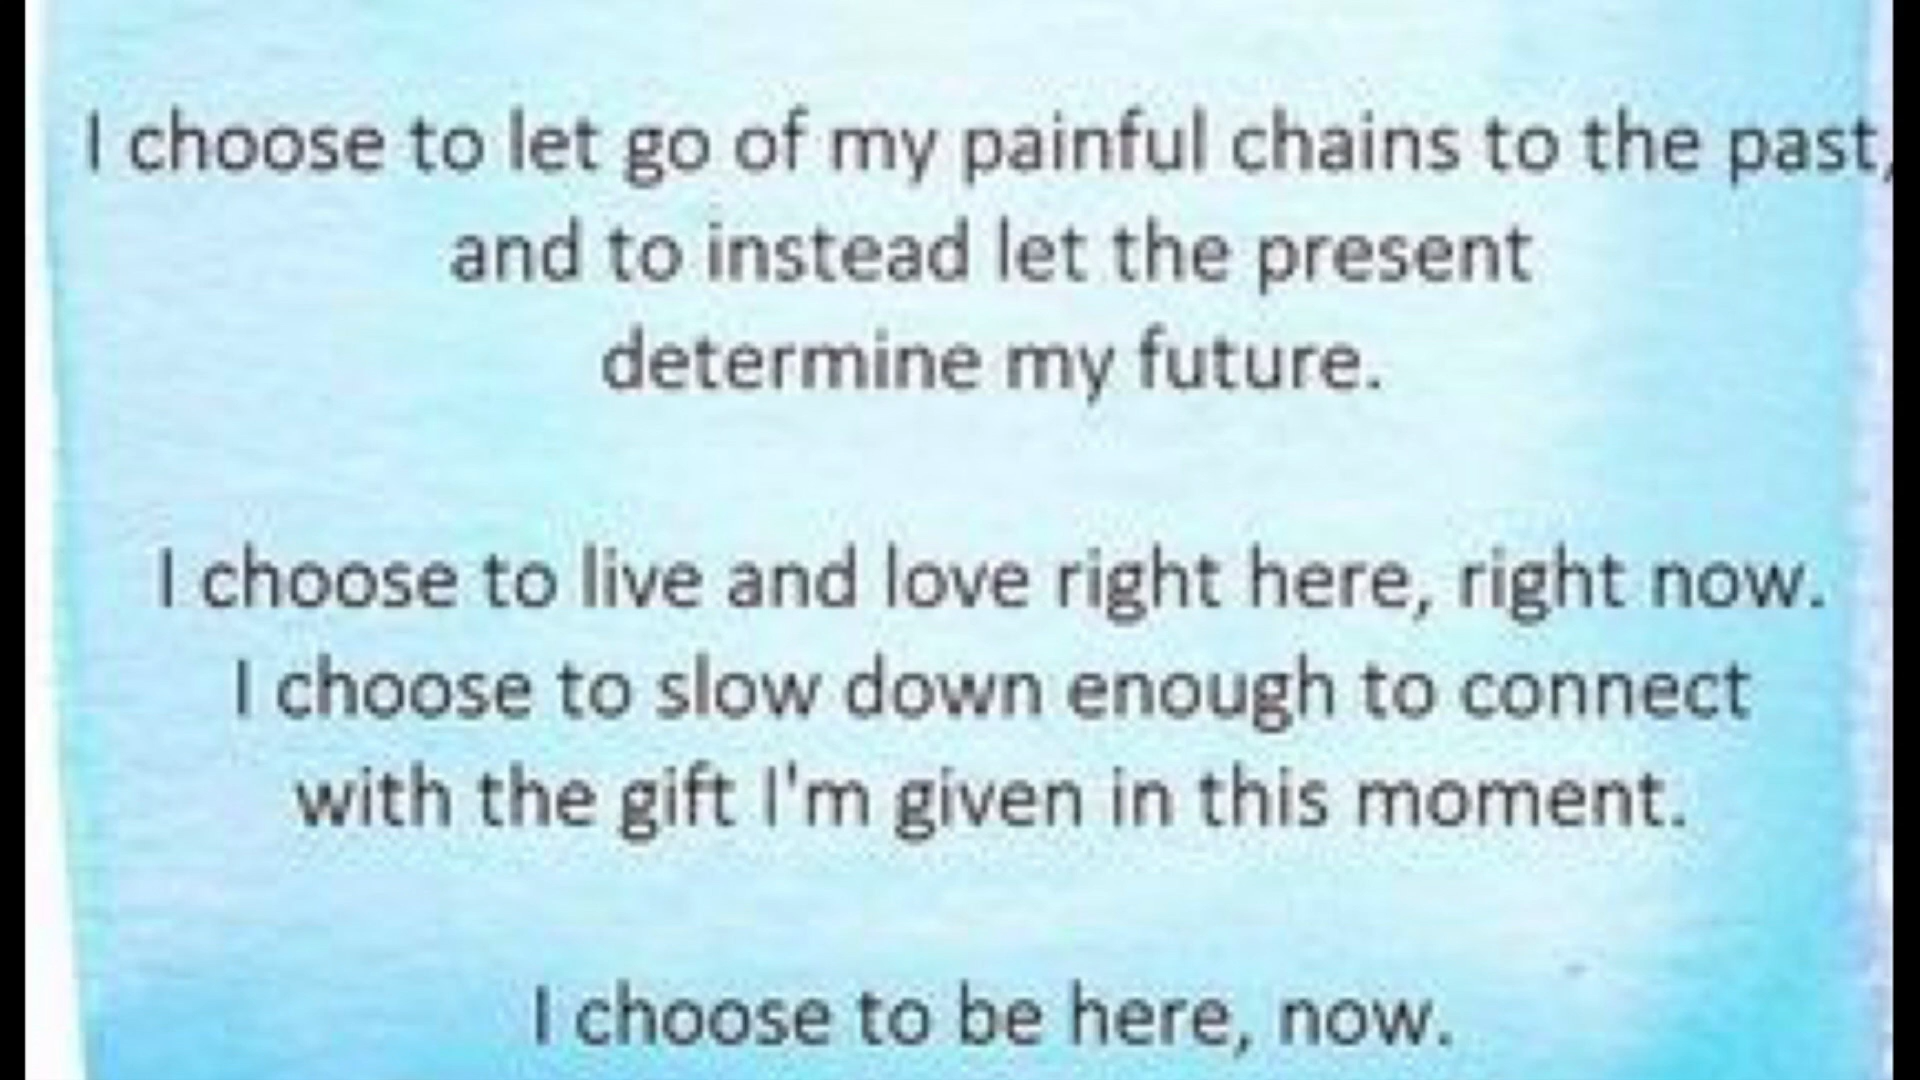 I choose to let go of my painful chains to the past,
and to instead let the present
determine my future.
I choose to live and love right here, right now.
I choose to slow down enough to connect
with the gift I'm given in this moment.
I choose to be here, now.